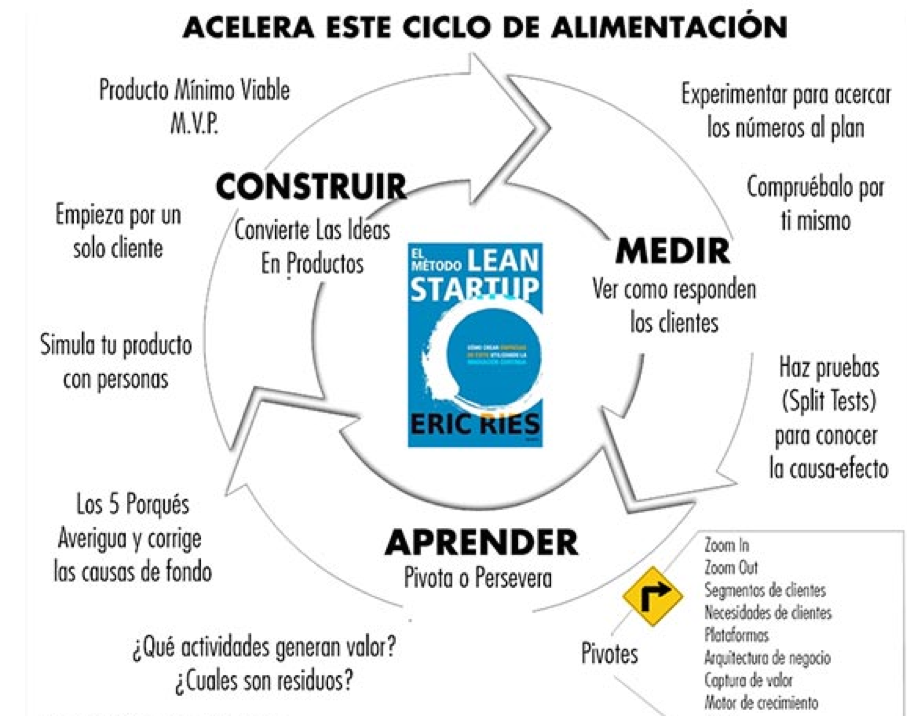 ACELERA ESTE CICLO DE ALIMENTACIÓN
Producto Mínimo Viable
M.V.P.
CONSTRUIR
Convierte Las Ideas
En Productos
Empieza por un
solo cliente
Simula tu producto
con personas
Experimentar para acercar
los números al plan
Compruébalo por
ti mismo
MEDIR
Ver como responden
los clientes
Haz pruebas
(Split Tests)
para conocer
la causa-efecto
EL
MÉTODO LEAN
STARTUP
CÓMO CREAR EMPRESAS
DE ÉXITO UTILIZANDO LA
INNOVACIÓN CONTINUA
ERIC RIES
APRENDER
Pivota o Persevera
Los 5 Porqués
Averigua y corrige
las causas de fondo
¿Qué actividades generan valor?
¿Cuales son residuos?
Pivotes
Zoom In
Zoom Out
Segmentos de clientes
Necesidades de clientes
Plataformas
Arquitectura de negocio
Captura de valor
Motor de crecimiento